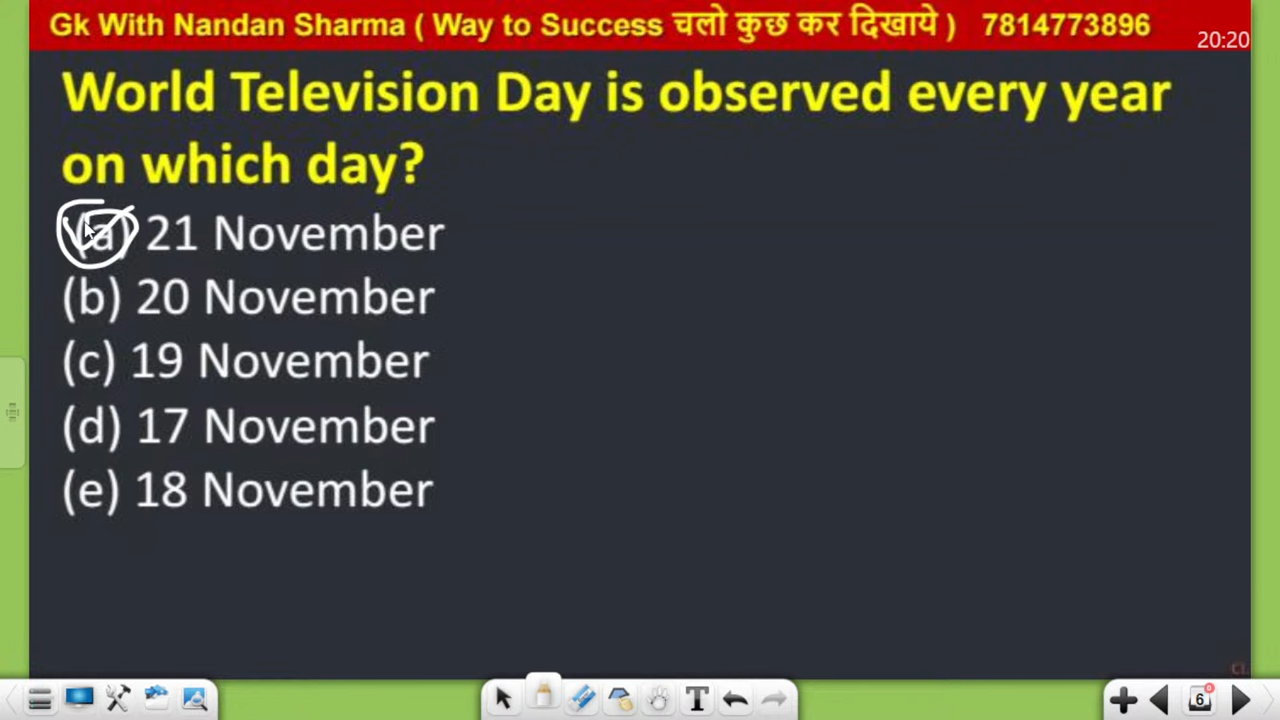 Gk With Nandan Sharma ( Way to Success चलो कुछ कर दिखाये ) 7814773896
20:20
World Television Day is observed every year
on which day?
(a) 21 November
(b) 20 November
(c) 19 November
(d) 17 November
(e) 18 November
T
6